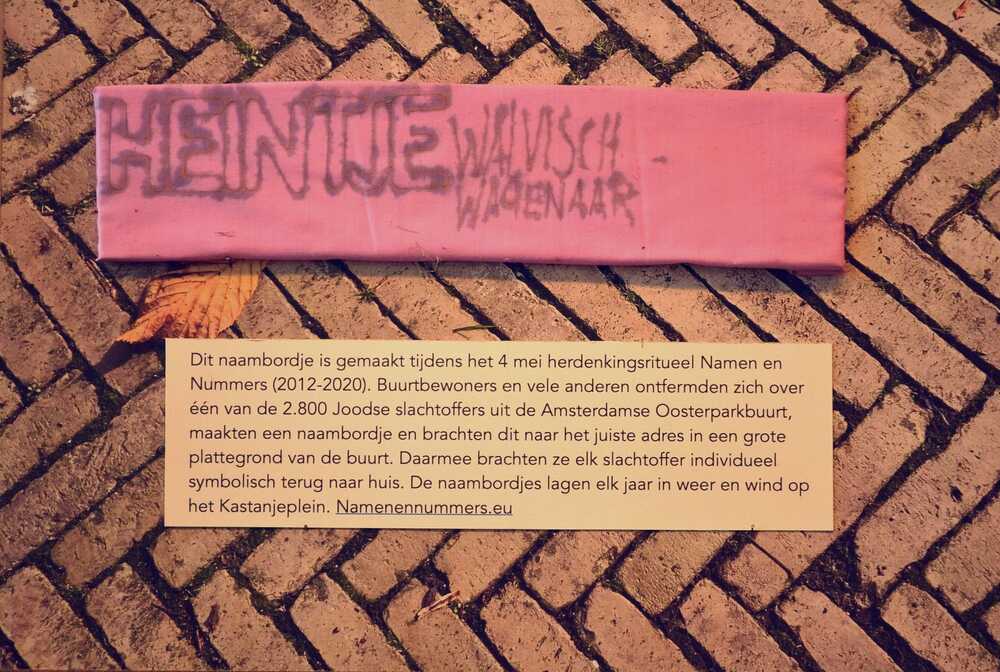 HEINTJE WALVISCH
WAGENAAR
Dit naambordje is gemaakt tijdens het 4 mei herdenkingsritueel Namen en
Nummers (2012-2020). Buurtbewoners en vele anderen ontfermden zich over
één van de 2.800 Joodse slachtoffers uit de Amsterdamse Oosterparkbuurt,
maakten een naambordje en brachten dit naar het juiste adres in een grote
plattegrond van de buurt. Daarmee brachten ze elk slachtoffer individueel
symbolisch terug naar huis. De naambordjes lagen elk jaar in weer en wind op
het Kastanjeplein. Namenennummers.eu